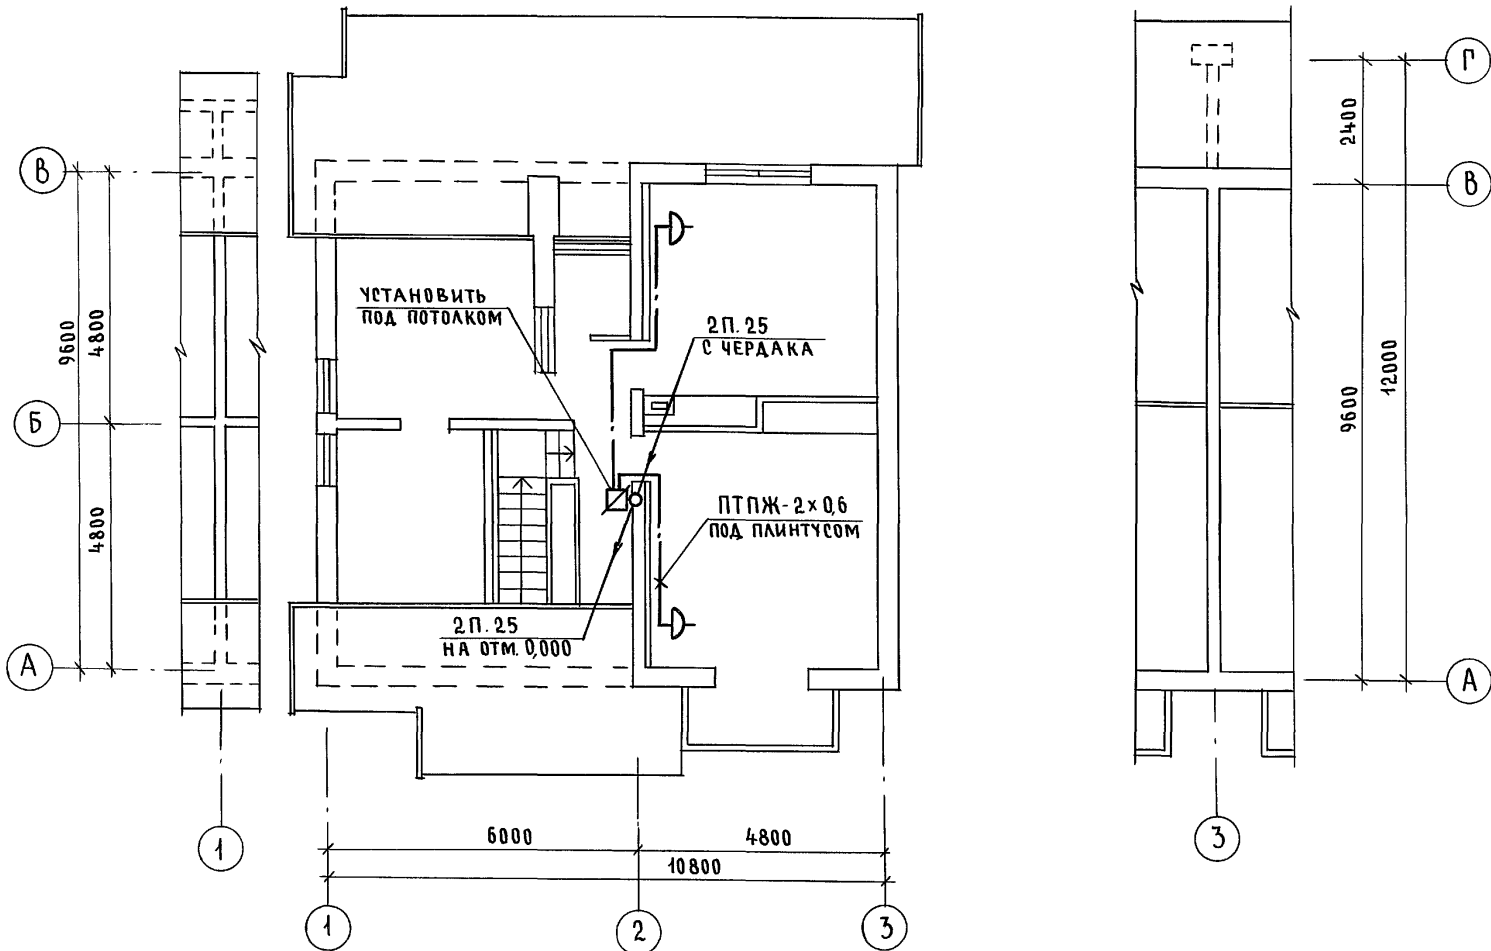 Г
В
2400
В
УСТАНОВИТЬ
ПОД ПОТОЛКОМ
2П.25
С ЧЕРДАКА
9600
4800
12000
9600
Б
ПТПЖ-2×0,6
ПОД ПЛИНТУСОМ
4800
2П.25
НА ОТМ. 0,000
А
А
1
6000
4800
3
10800
1
2
3